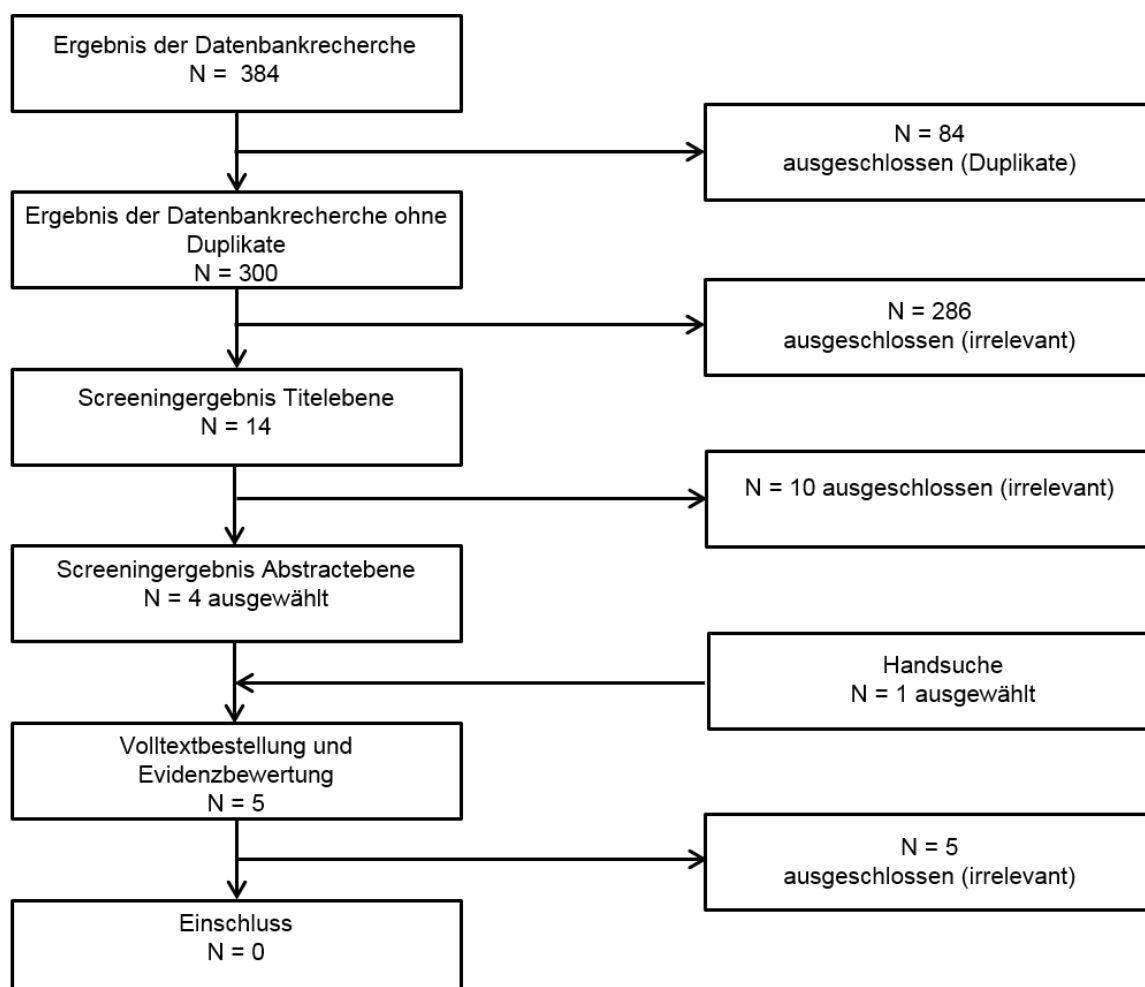 Ergebnis der Datenbankrecherche
N = 384
N = 84
ausgeschlossen (Duplikate)
Ergebnis der Datenbankrecherche ohne
Duplikate
N = 300
N = 286
ausgeschlossen (irrelevant)
Screeningergebnis Titelebene
N = 14
N = 10 ausgeschlossen (irrelevant)
Screeningergebnis Abstractebene
N = 4 ausgewählt
Handsuche
N = 1 ausgewählt
Volltextbestellung und
Evidenzbewertung
N = 5
N = 5
ausgeschlossen (irrelevant)
Einschluss
N = 0